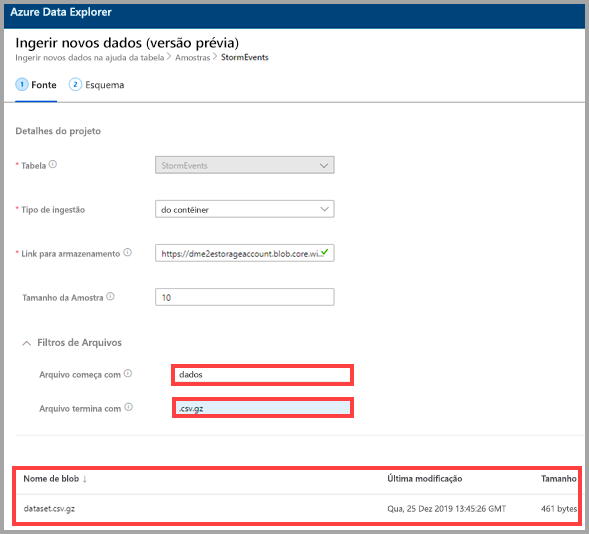 Azure Data Explorer
Ingerir novos dados (versão prévia)
Ingerir novos dados na ajuda da tabela > Amostras > StormEvents
1 Fonte 2 Esquema
Detalhes do projeto
* Tabela StormEvents
* Tipo de ingestão do contêiner
* Link para armazenamento https://dme2estorageaccount.blob.core.wi...
Tamanho da Amostra 10
Filtros de Arquivos
Arquivo começa com dados
Arquivo termina com .csv.gz
Nome de blob ↓ Última modificação Tamanho
dataset.csv.gz Qua, 25 Dez 2019 13:45:26 GMT 461 bytes